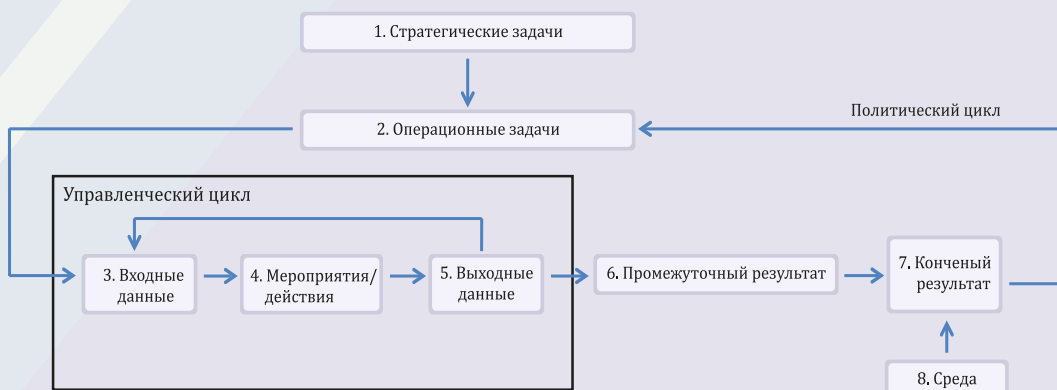 1. Стратегические задачи
2. Операционные задачи
Политический цикл
Управленческий цикл
3. Входные
данные
4. Мероприятия/
действия
5. Выходные
данные
6. Промежуточный результат
7. Конченый
результат
8. Среда